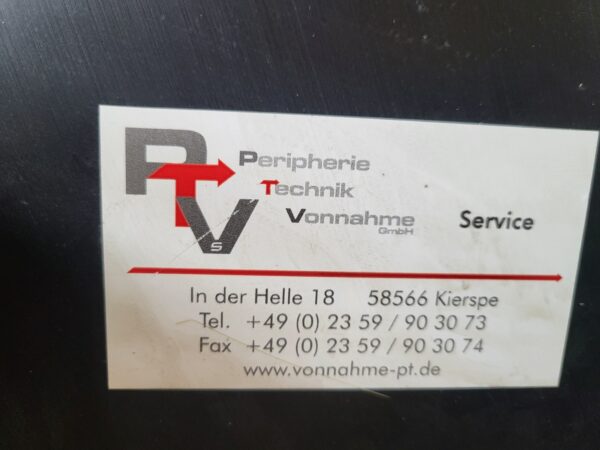 PTVs
Peripherie
Technik
Vonnahme
GmbH
Service
In der Helle 18 58566 Kierspe
Tel. +49 (0) 23 59 / 90 30 73
Fax +49 (0) 23 59 / 90 30 74
www.vonnahme-pt.de